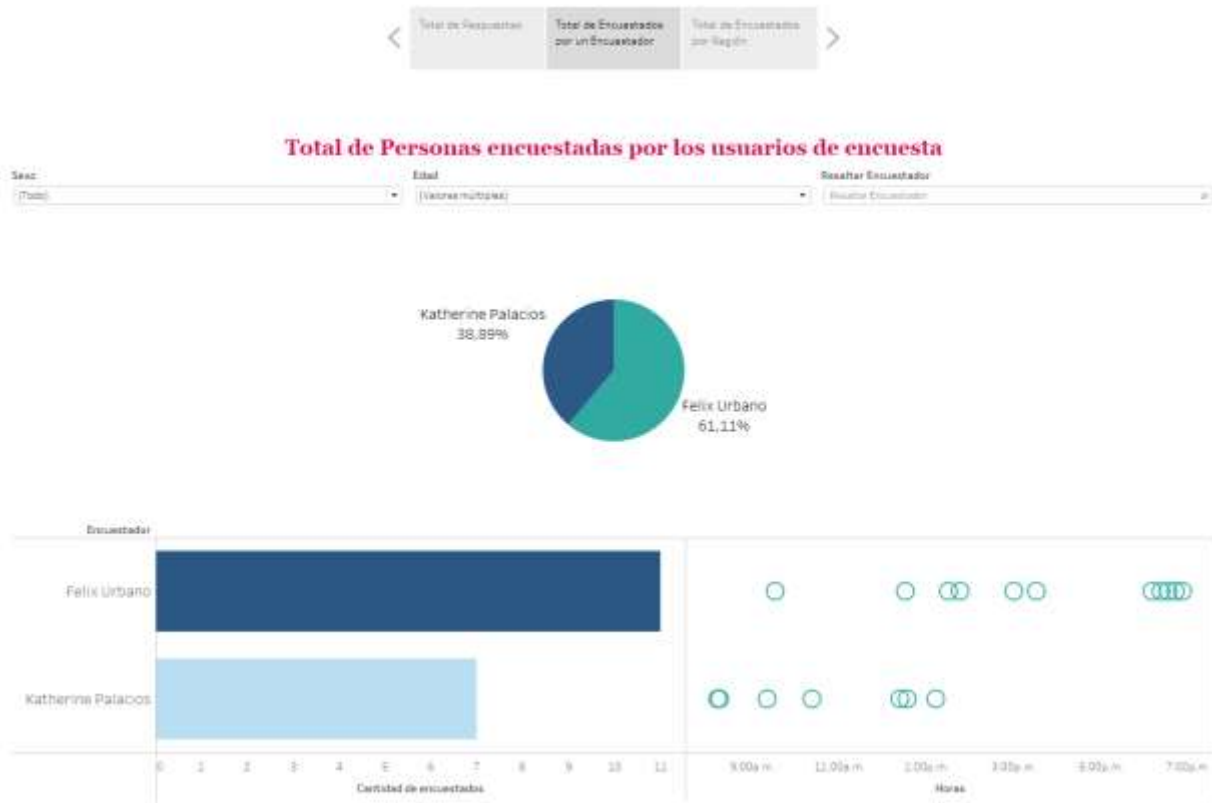 Total de Respuestas
Total de Encuestados
por un Encuestador
Total de Encuestados
por Región
Total de Personas encuestadas por los usuarios de encuesta
Sexo
Edad
Resaltar Encuestador
(Todo)
(Valores múltiples)
Resaltar Encuestador
Katherine Palacios
38,89%
Felix Urbano
61,11%
Encuestador
Felix Urbano
Katherine Palacios
0 1 2 3 4 5 6 7 8 9 10 11
9:00a.m. 11:00a.m. 1:00p.m. 3:00p.m. 5:00p.m. 7:00p.m.
Cantidad de encuestados
Horas